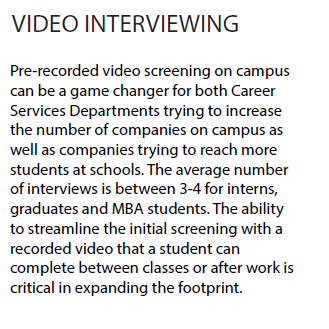 VIDEO INTERVIEWING
Pre-recorded video screening on campus
can be a game changer for both Career
Services Departments trying to increase
the number of companies on campus as
well as companies trying to reach more
students at schools. The average number
of interviews is between 3-4 for interns,
graduates and MBA students. The ability
to streamline the initial screening with a
recorded video that a student can
complete between classes or after work is
critical in expanding the footprint.